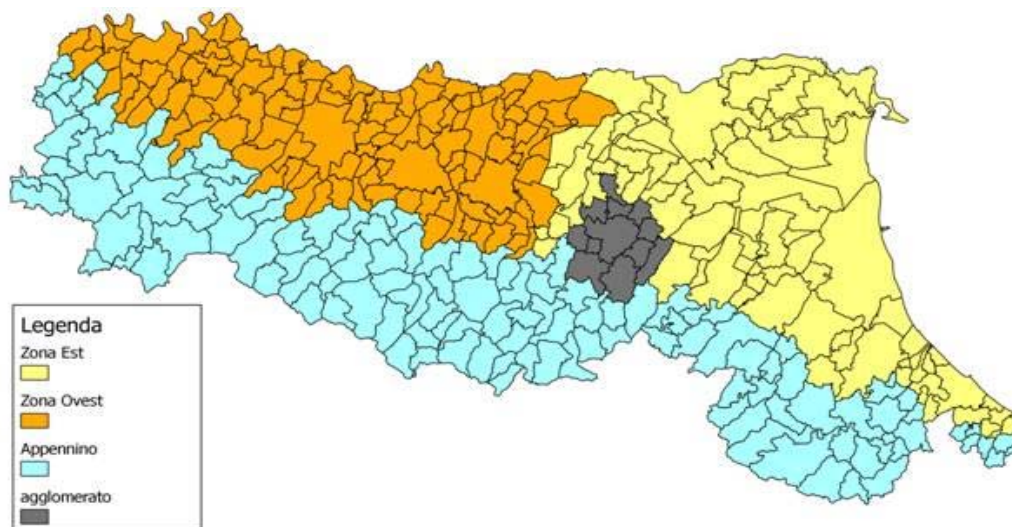 Legenda
Zona Est
Zona Ovest
Appennino
agglomerato